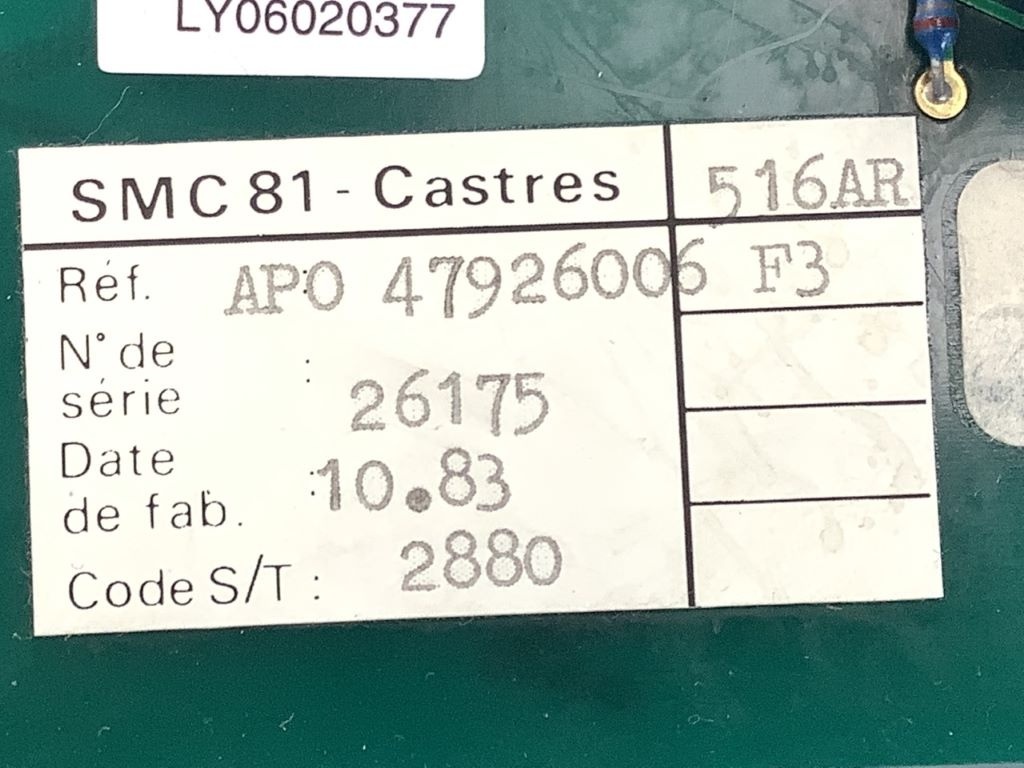 LY06020377
SMC 81 - Castres 516AR
Réf. : APO 47926006 F3
N° de
série : 26175
Date
de fab. : 10.83
Code S/T : 2880